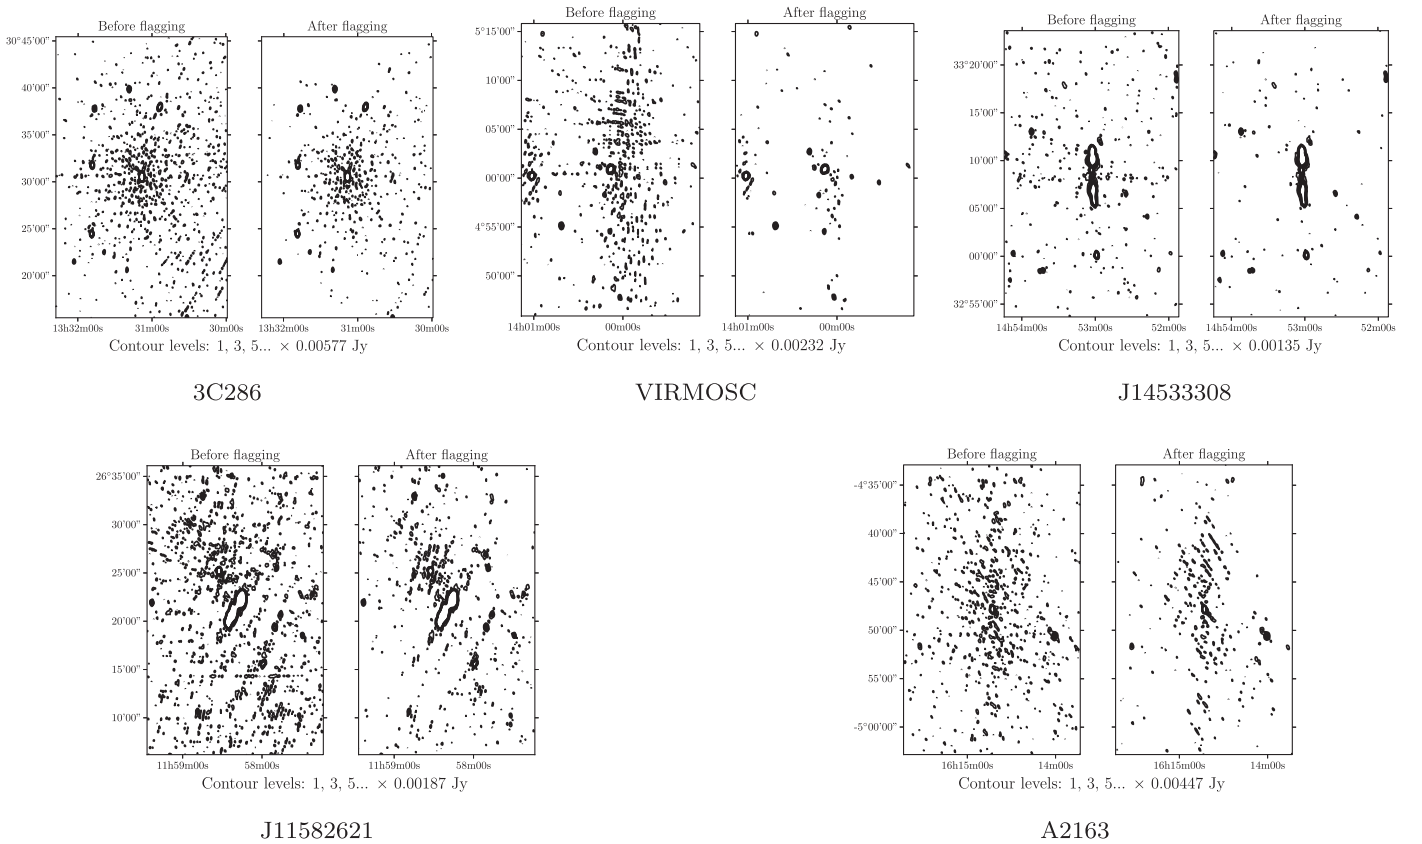 Before flagging
After flagging
30°45'00"
40'00"
35'00"
30'00"
25'00"
20'00"
13h32m00s 31m00s 30m00s
13h32m00s 31m00s 30m00s
Contour levels: 1, 3, 5... × 0.00577 Jy
3C286
Before flagging
After flagging
5°15'00"
10'00"
05'00"
00'00"
4°55'00"
50'00"
14h01m00s 00m00s
14h01m00s 00m00s
Contour levels: 1, 3, 5... × 0.00232 Jy
VIRMOSC
Before flagging
After flagging
33°20'00"
15'00"
10'00"
05'00"
00'00"
32°55'00"
14h54m00s 53m00s 52m00s
14h54m00s 53m00s 52m00s
Contour levels: 1, 3, 5... × 0.00135 Jy
J14533308
Before flagging
After flagging
26°35'00"
30'00"
25'00"
20'00"
15'00"
10'00"
11h59m00s 58m00s
11h59m00s 58m00s
Contour levels: 1, 3, 5... × 0.00187 Jy
J11582621
Before flagging
After flagging
-4°35'00"
40'00"
45'00"
50'00"
55'00"
-5°00'00"
16h15m00s 14m00s
16h15m00s 14m00s
Contour levels: 1, 3, 5... × 0.00447 Jy
A2163